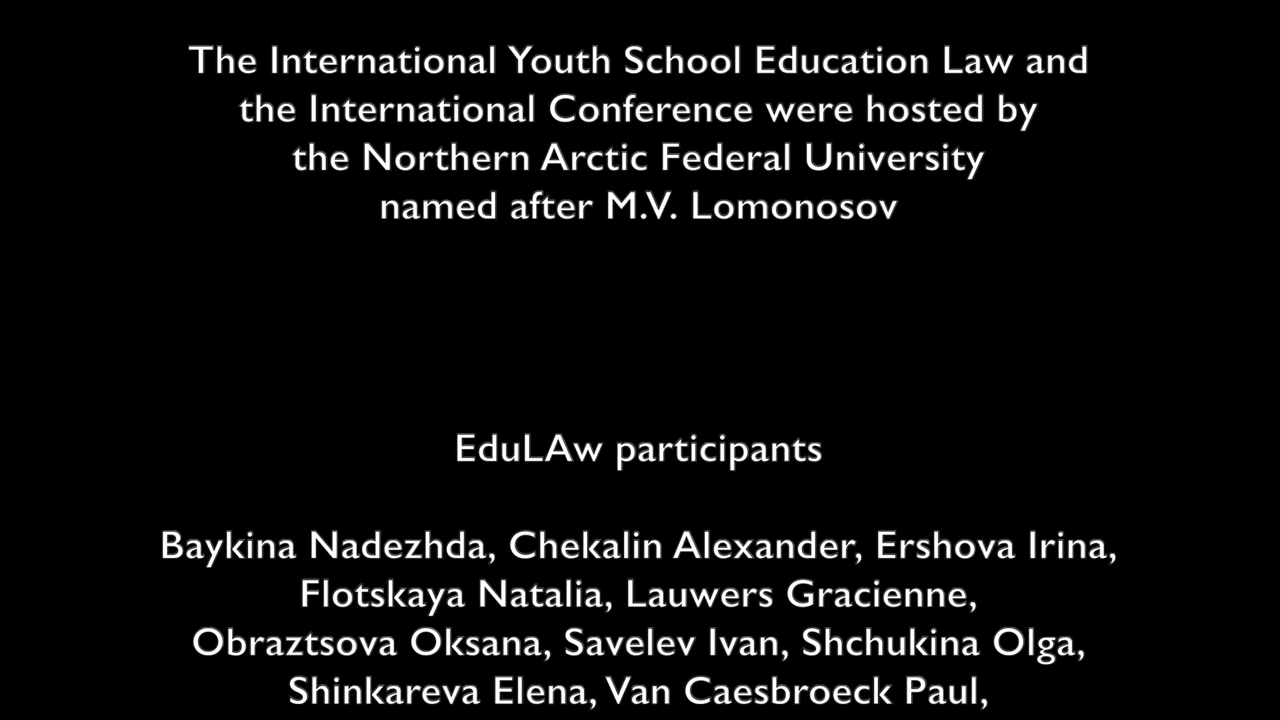 The International Youth School Education Law and
the International Conference were hosted by
the Northern Arctic Federal University
named after M.V. Lomonosov
EduLAw participants
Baykina Nadezhda, Chekalin Alexander, Ershova Irina,
Flotskaya Natalia, Lauwers Gracienne,
Obraztsova Oksana, Savelev Ivan, Shchukina Olga,
Shinkareva Elena, Van Caesbroeck Paul,